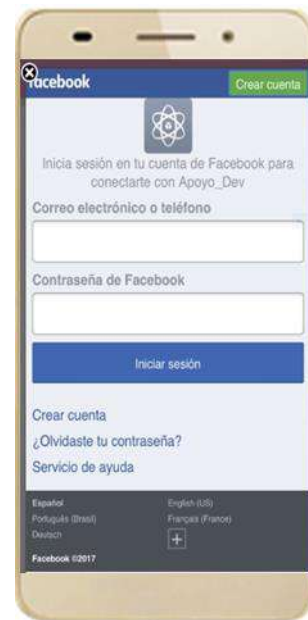 facebook
Crear cuenta
Inicia sesión en tu cuenta de Facebook para
conectarte con Apoyo_Dev
Correo electrónico o teléfono
Contraseña de Facebook
Iniciar sesión
Crear cuenta
¿Olvidaste tu contraseña?
Servicio de ayuda
Español
English (US)
Português (Brasil)
Français (France)
Deutsch
Facebook ©2017